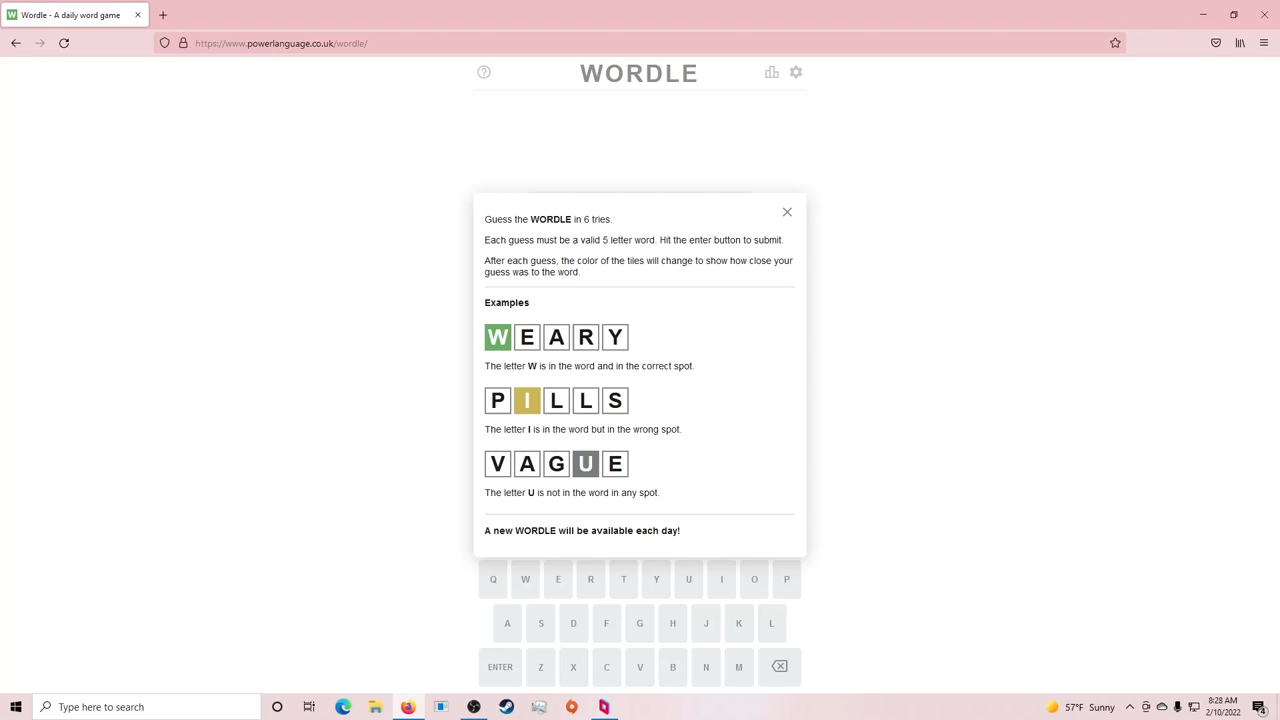 W Wordle - A daily word game
https://www.powerlanguage.co.uk/wordle/
WORDLE
Guess the WORDLE in 6 tries.
Each guess must be a valid 5 letter word. Hit the enter button to submit.
After each guess, the color of the tiles will change to show how close your
guess was to the word.
Examples
W E A R Y
The letter W is in the word and in the correct spot.
P I L L S
The letter I is in the word but in the wrong spot.
V A G U E
The letter U is not in the word in any spot.
A new WORDLE will be available each day!
Q W E R T Y U I O P
A S D F G H J K L
ENTER Z X C V B N M
Type here to search
57°F Sunny
8:28 AM
2/10/2022
4